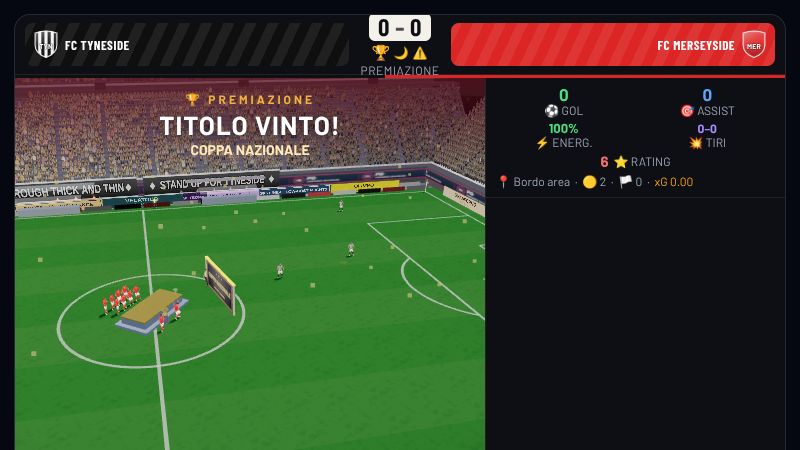 FC TYNESIDE
0 - 0
PREMIAZIONE
FC MERSEYSIDE
MER
PREMIAZIONE
TITOLO VINTO!
COPPA NAZIONALE
ROUGH THICK AND THIN
STAND UP FOR TYNESIDE
0
GOL
0
ASSIST
100%
ENERG.
0-0
TIRI
6 RATING
Bordo area · 2 · 0 · xG 0.00